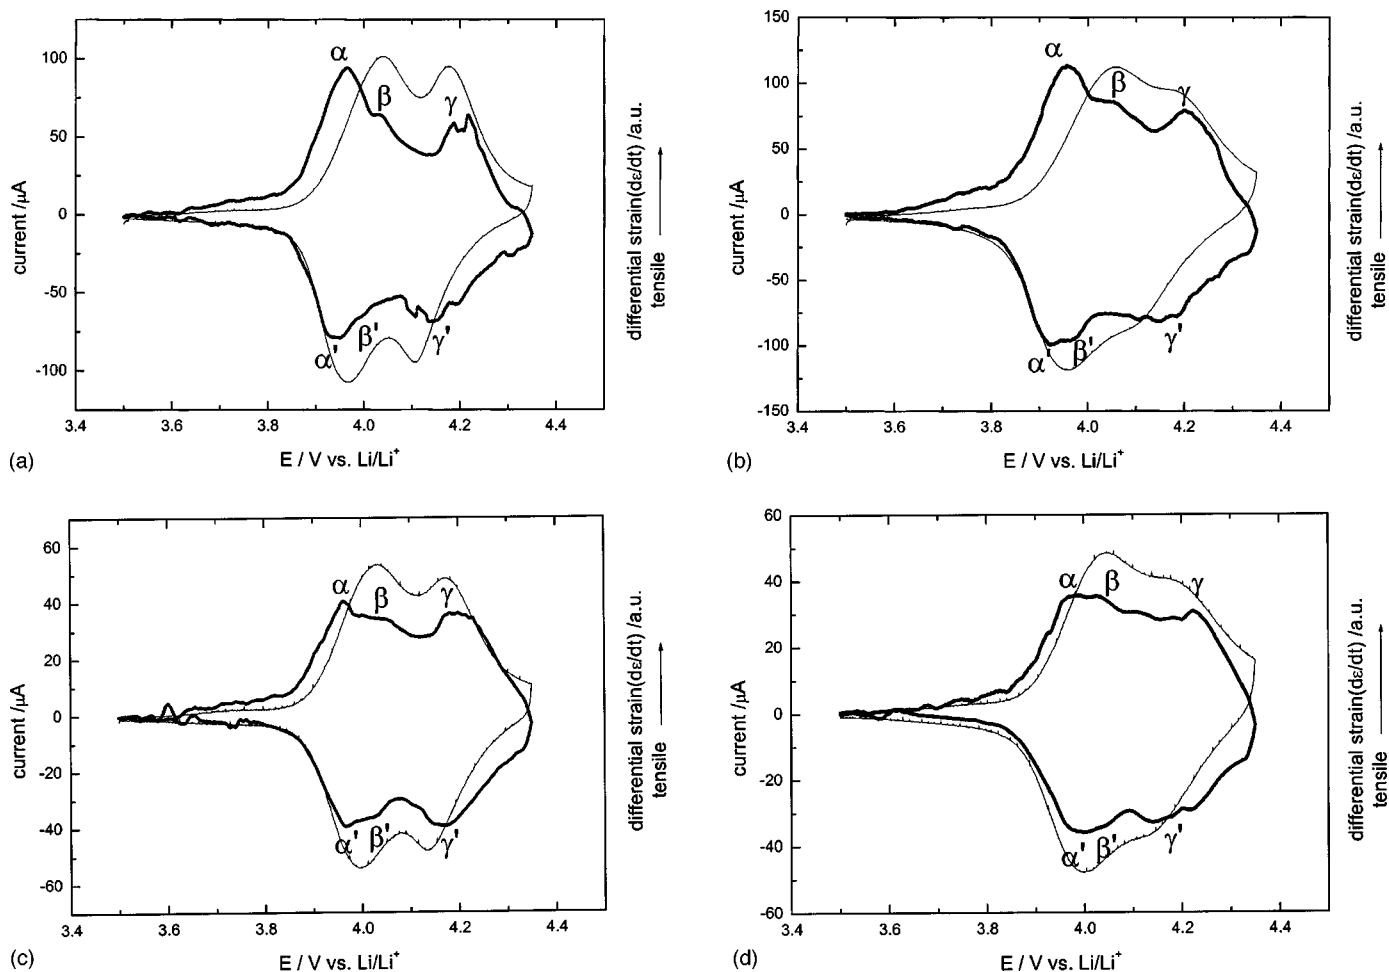 100
50
0
-50
-100
current /μA
3.4
3.6
3.8
4.0
4.2
4.4
E / V vs. Li/Li⁺
α
β
γ
α'
β'
γ'
differential strain(dε/dt) /a.u.
tensile
(a)
150
100
50
0
-50
-100
-150
current /μA
3.4
3.6
3.8
4.0
4.2
4.4
E / V vs. Li/Li⁺
α
β
γ
α'
β'
γ'
differential strain(dε/dt) /a.u.
tensile
(b)
60
40
20
0
-20
-40
-60
current /μA
3.4
3.6
3.8
4.0
4.2
4.4
E / V vs. Li/Li⁺
α
β
γ
α'
β'
γ'
differential strain(dε/dt) /a.u.
tensile
(c)
60
40
20
0
-20
-40
-60
current /μA
3.4
3.6
3.8
4.0
4.2
4.4
E / V vs. Li/Li⁺
α
β
γ
α'
β'
γ'
differential strain(dε/dt) /a.u.
tensile
(d)